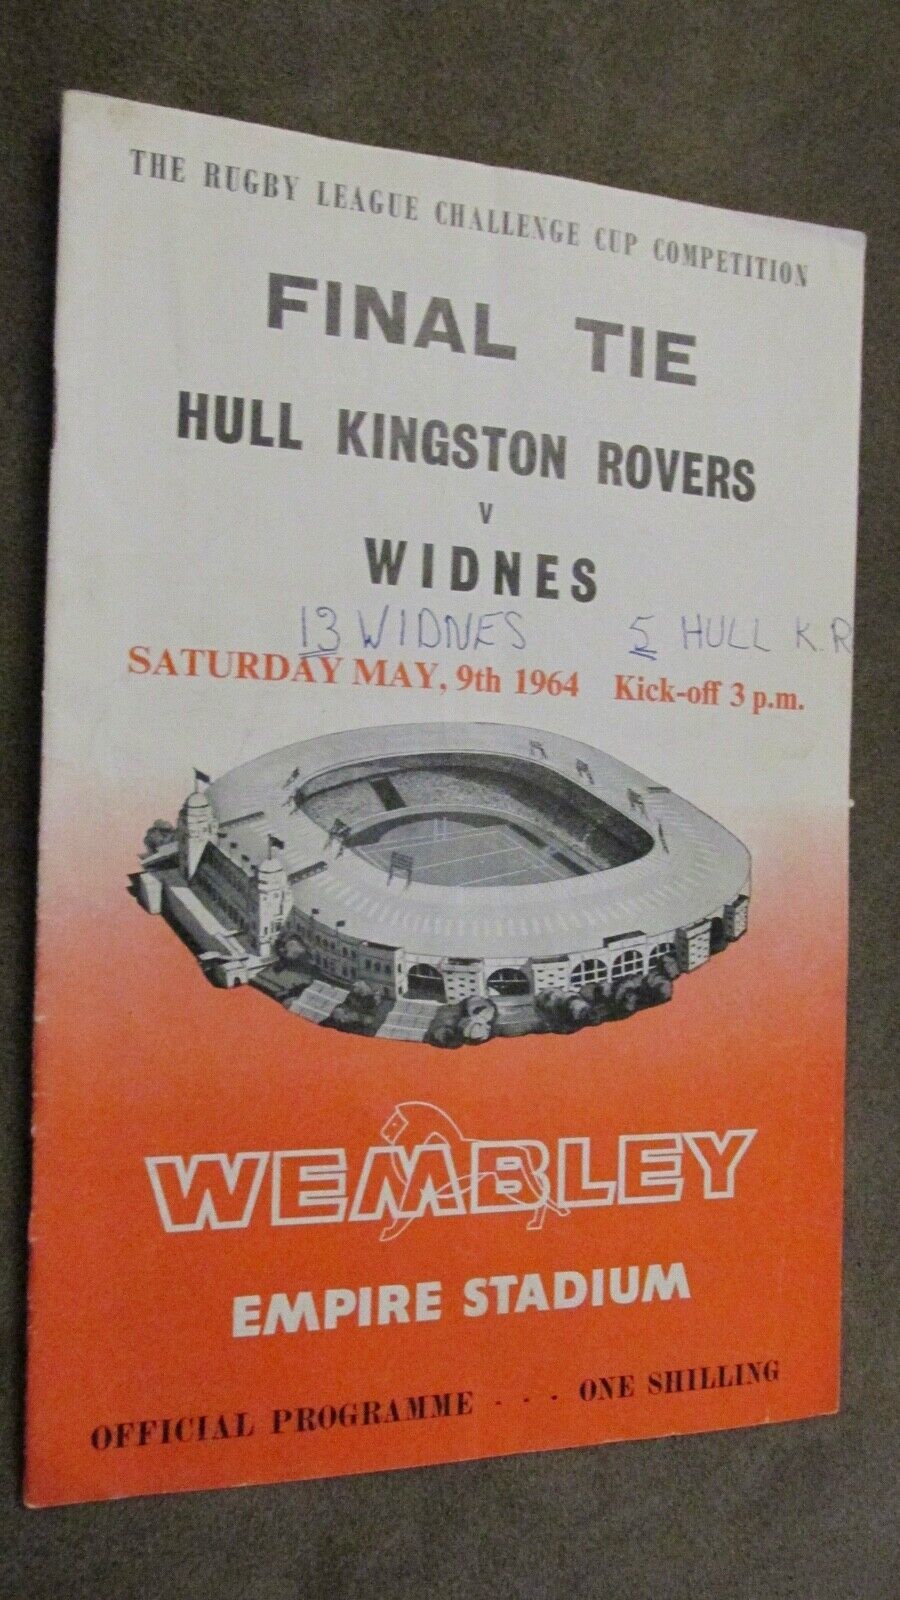 THE RUGBY LEAGUE CHALLENGE CUP COMPETITION
FINAL TIE
HULL KINGSTON ROVERS
V
WIDNES
13 WIDNES 5 HULL K.R
SATURDAY MAY, 9th 1964 Kick-off 3 p.m.
WEMBLEY
EMPIRE STADIUM
OFFICIAL PROGRAMME . . . ONE SHILLING